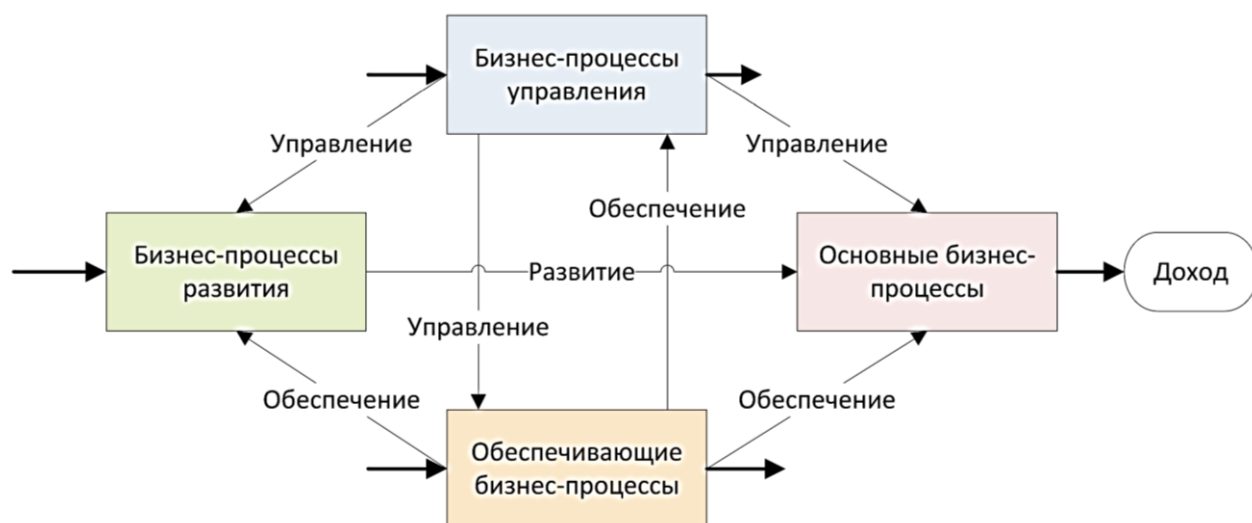 Бизнес-процессы
управления
Управление
Управление
Обеспечение
Бизнес-процессы
развития
Развитие
Основные бизнес-
процессы
Доход
Управление
Обеспечение
Обеспечение
Обеспечивающие
бизнес-процессы